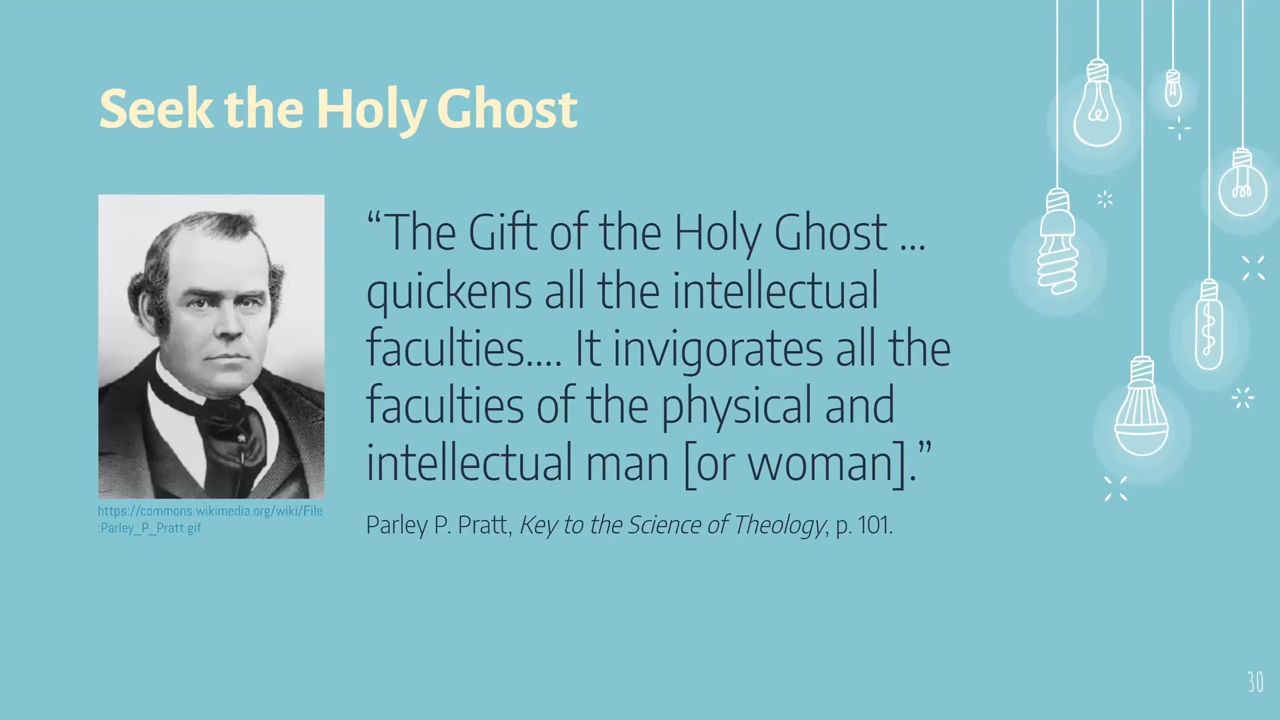 Seek the Holy Ghost
“The Gift of the Holy Ghost ...
quickens all the intellectual
faculties.... It invigorates all the
faculties of the physical and
intellectual man [or woman].”
https://commons.wikimedia.org/wiki/File
:Parley_P_Pratt.gif
Parley P. Pratt, Key to the Science of Theology, p. 101.
30